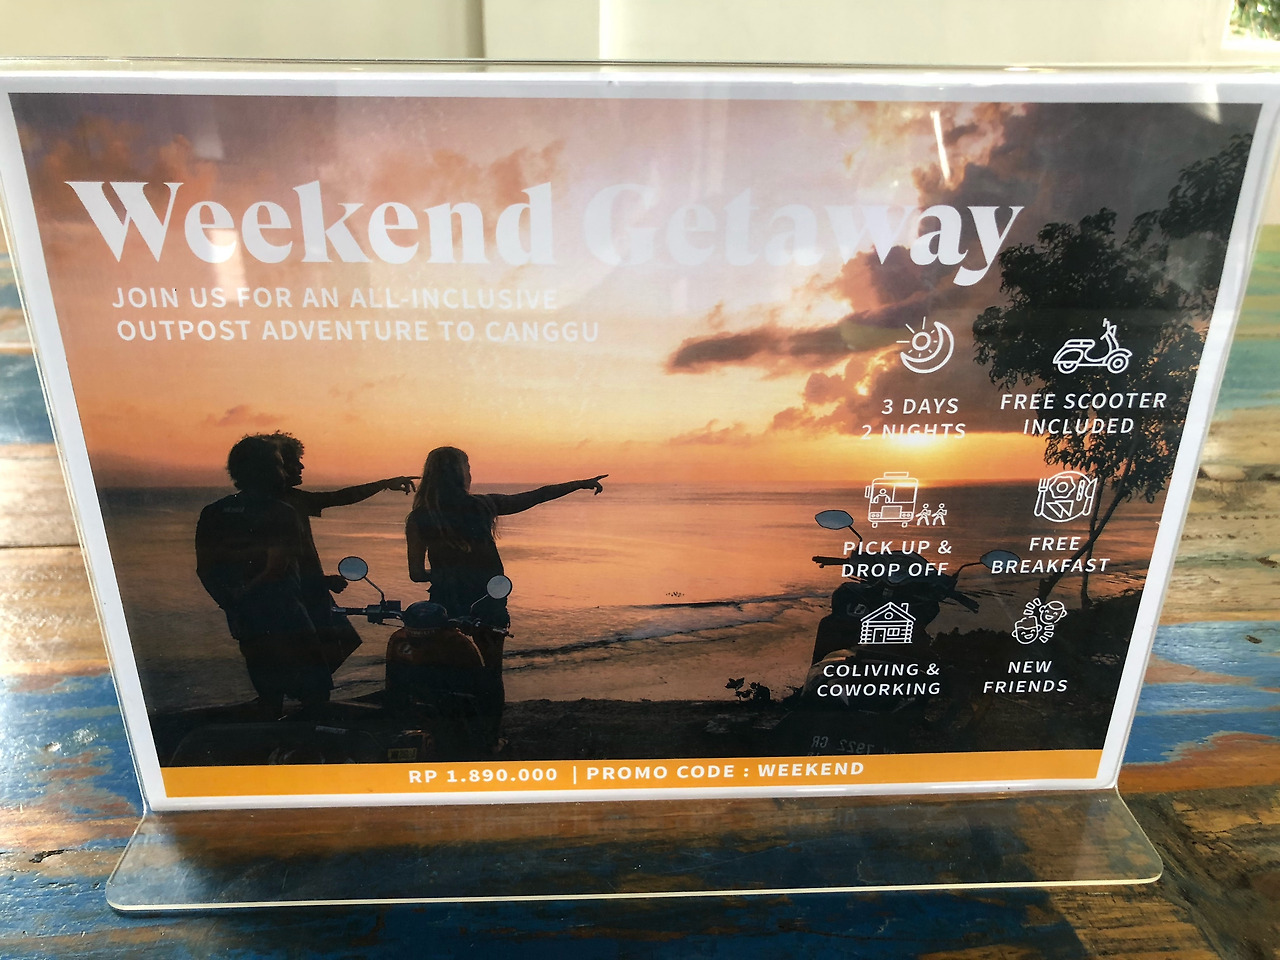 Weekend Getaway
JOIN US FOR AN ALL-INCLUSIVE
OUTPOST ADVENTURE TO CANGGU
3 DAYS
2 NIGHTS
FREE SCOOTER
INCLUDED
PICK UP &
DROP OFF
FREE
BREAKFAST
COLIVING &
COWORKING
NEW
FRIENDS
RP 1.890.000 | PROMO CODE : WEEKEND